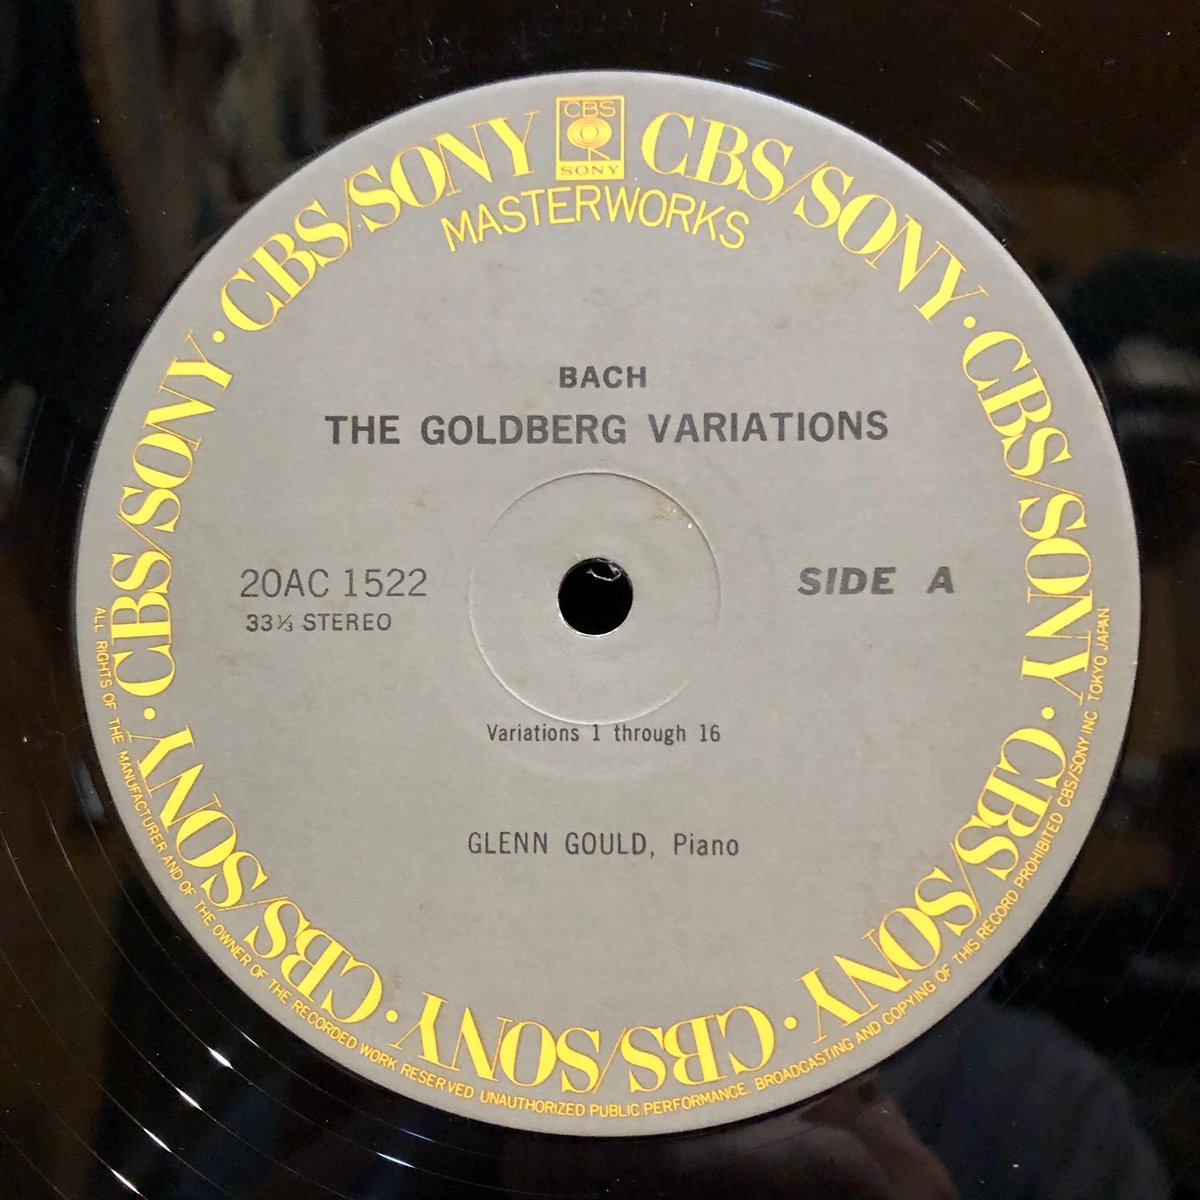 CBS
SONY
CBS/SONY · CBS/SONY · CBS/SONY · CBS/SONY · CBS/SONY · CBS/SONY · CBS/SONY · CBS/SONY
MASTERWORKS
BACH
THE GOLDBERG VARIATIONS
20AC 1522
33⅓ STEREO
SIDE A
Variations 1 through 16
GLENN GOULD, Piano
ALL RIGHTS OF THE MANUFACTURER AND OF THE OWNER OF THE RECORDED WORK RESERVED. UNAUTHORIZED PUBLIC PERFORMANCE. BROADCASTING AND COPYING OF THIS RECORD PROHIBITED CBS/SONY INC TOKYO JAPAN